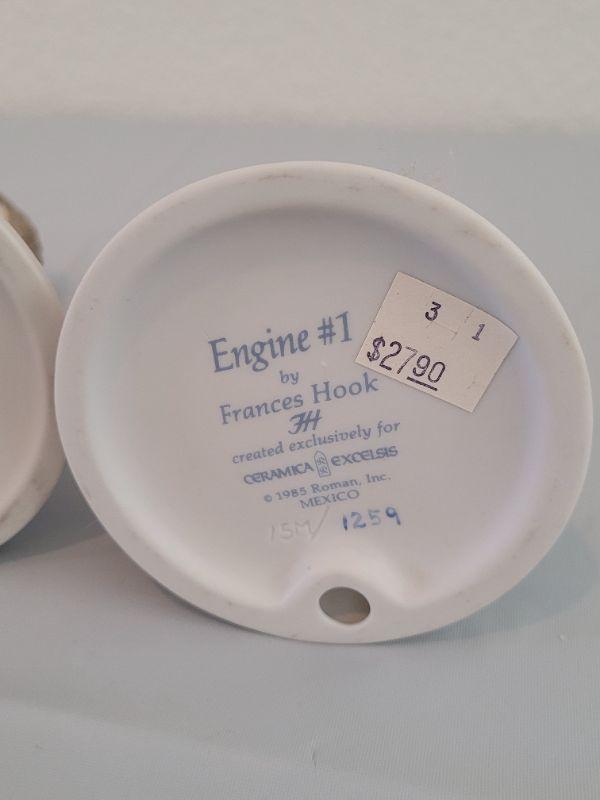 3 1
$27.90
Engine #1
by
Frances Hook
FH
created exclusively for
CERAMICA EXCELSIS
© 1985 Roman, Inc.
MEXICO
15M/ 1259